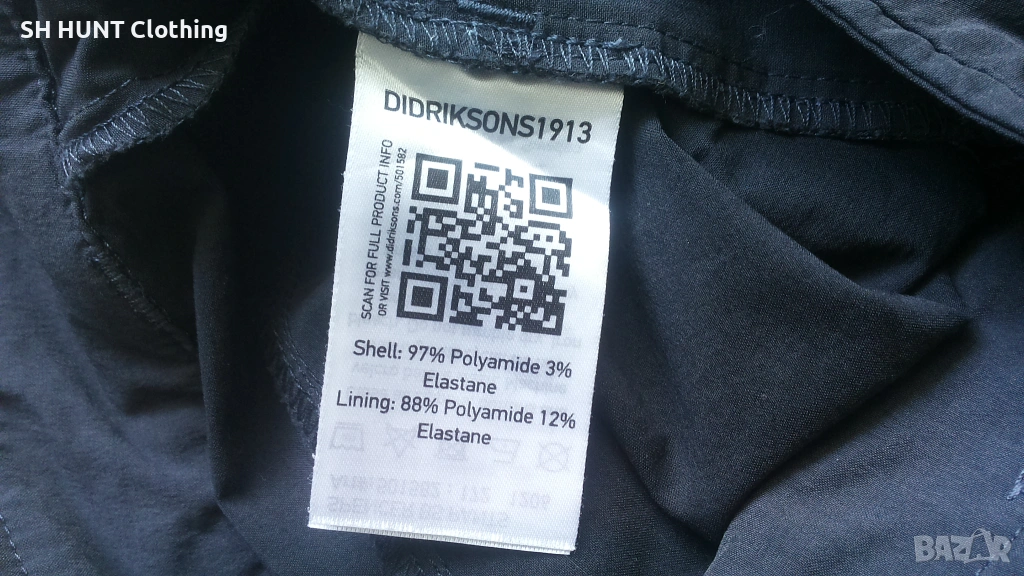 SH HUNT Clothing
DIDRIKSONS1913
SCAN FOR FULL PRODUCT INFO
OR VISIT www.didriksons.com/501582
Shell: 97% Polyamide 3%
Elastane
Lining: 88% Polyamide 12%
Elastane
BAZAR